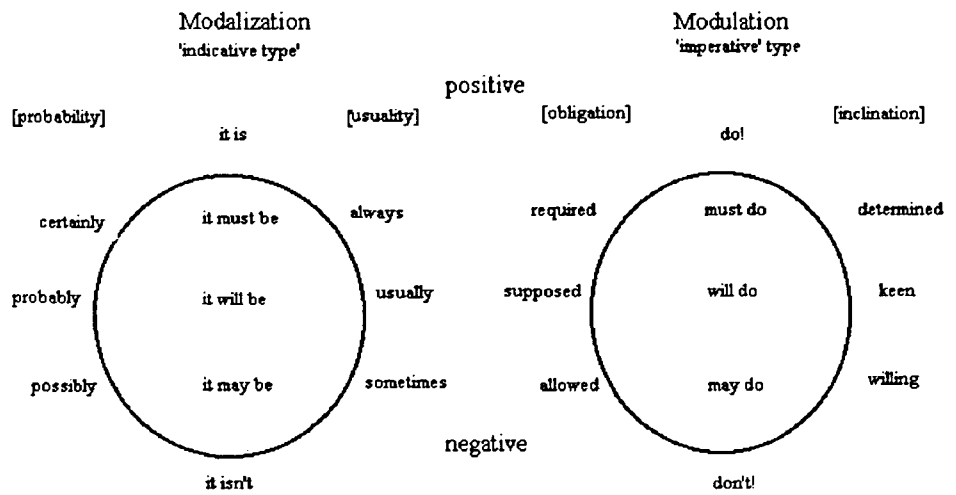 Modalization Modulation
'indicative type' 'imperative' type
positive
[probability] [usuality] [obligation] [inclination]
it is do!
certainly it must be always required must do determined
probably it will be usually supposed will do keen
possibly it may be sometimes allowed may do willing
negative
it isn't don't!